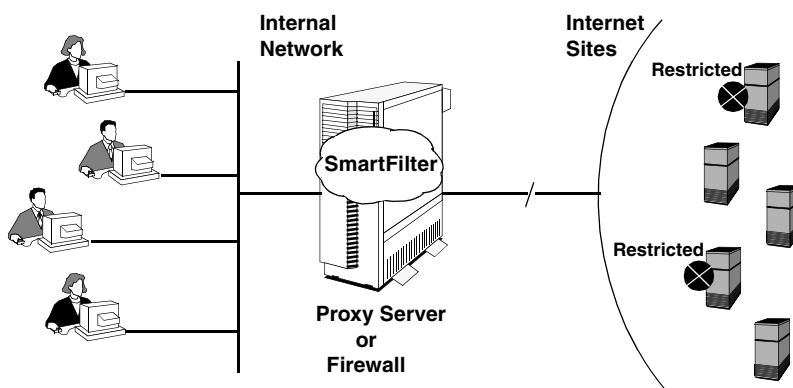 Internal
Network
Internet
Sites
Restricted
SmartFilter
Restricted
Proxy Server
or
Firewall